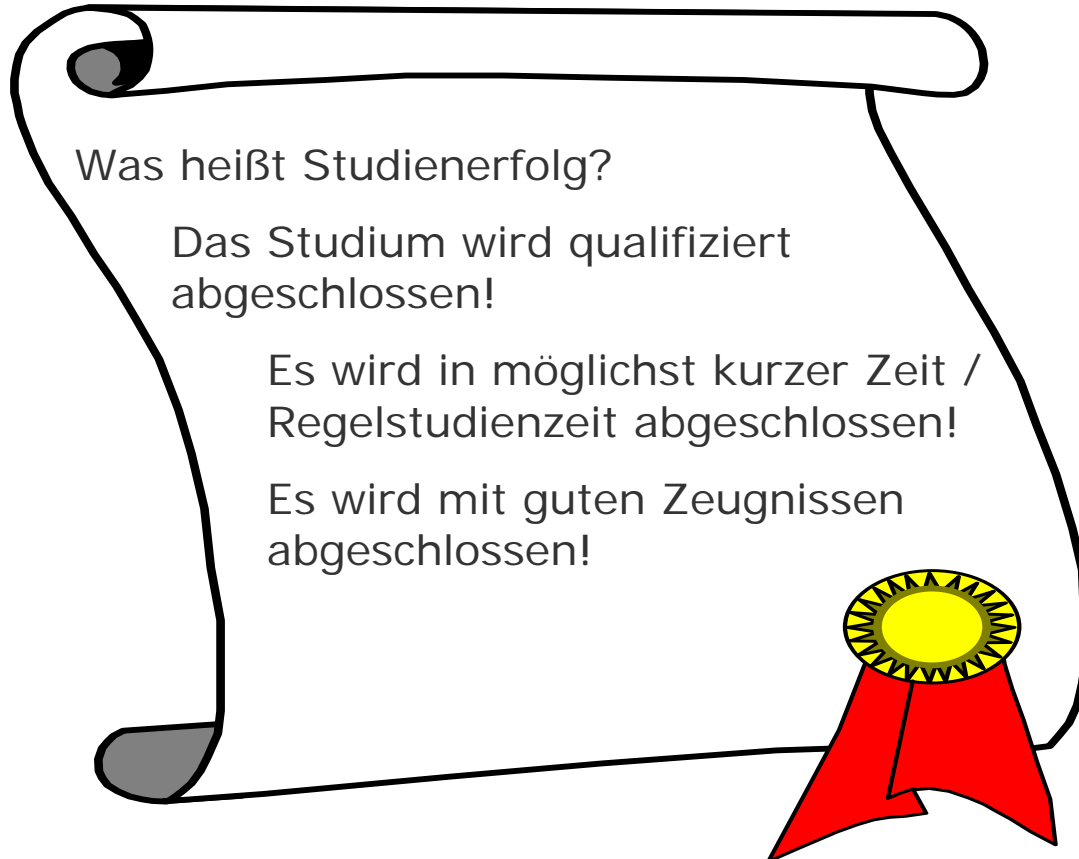 Was heißt Studienerfolg?
Das Studium wird qualifiziert
abgeschlossen!
Es wird in möglichst kurzer Zeit /
Regelstudienzeit abgeschlossen!
Es wird mit guten Zeugnissen
abgeschlossen!